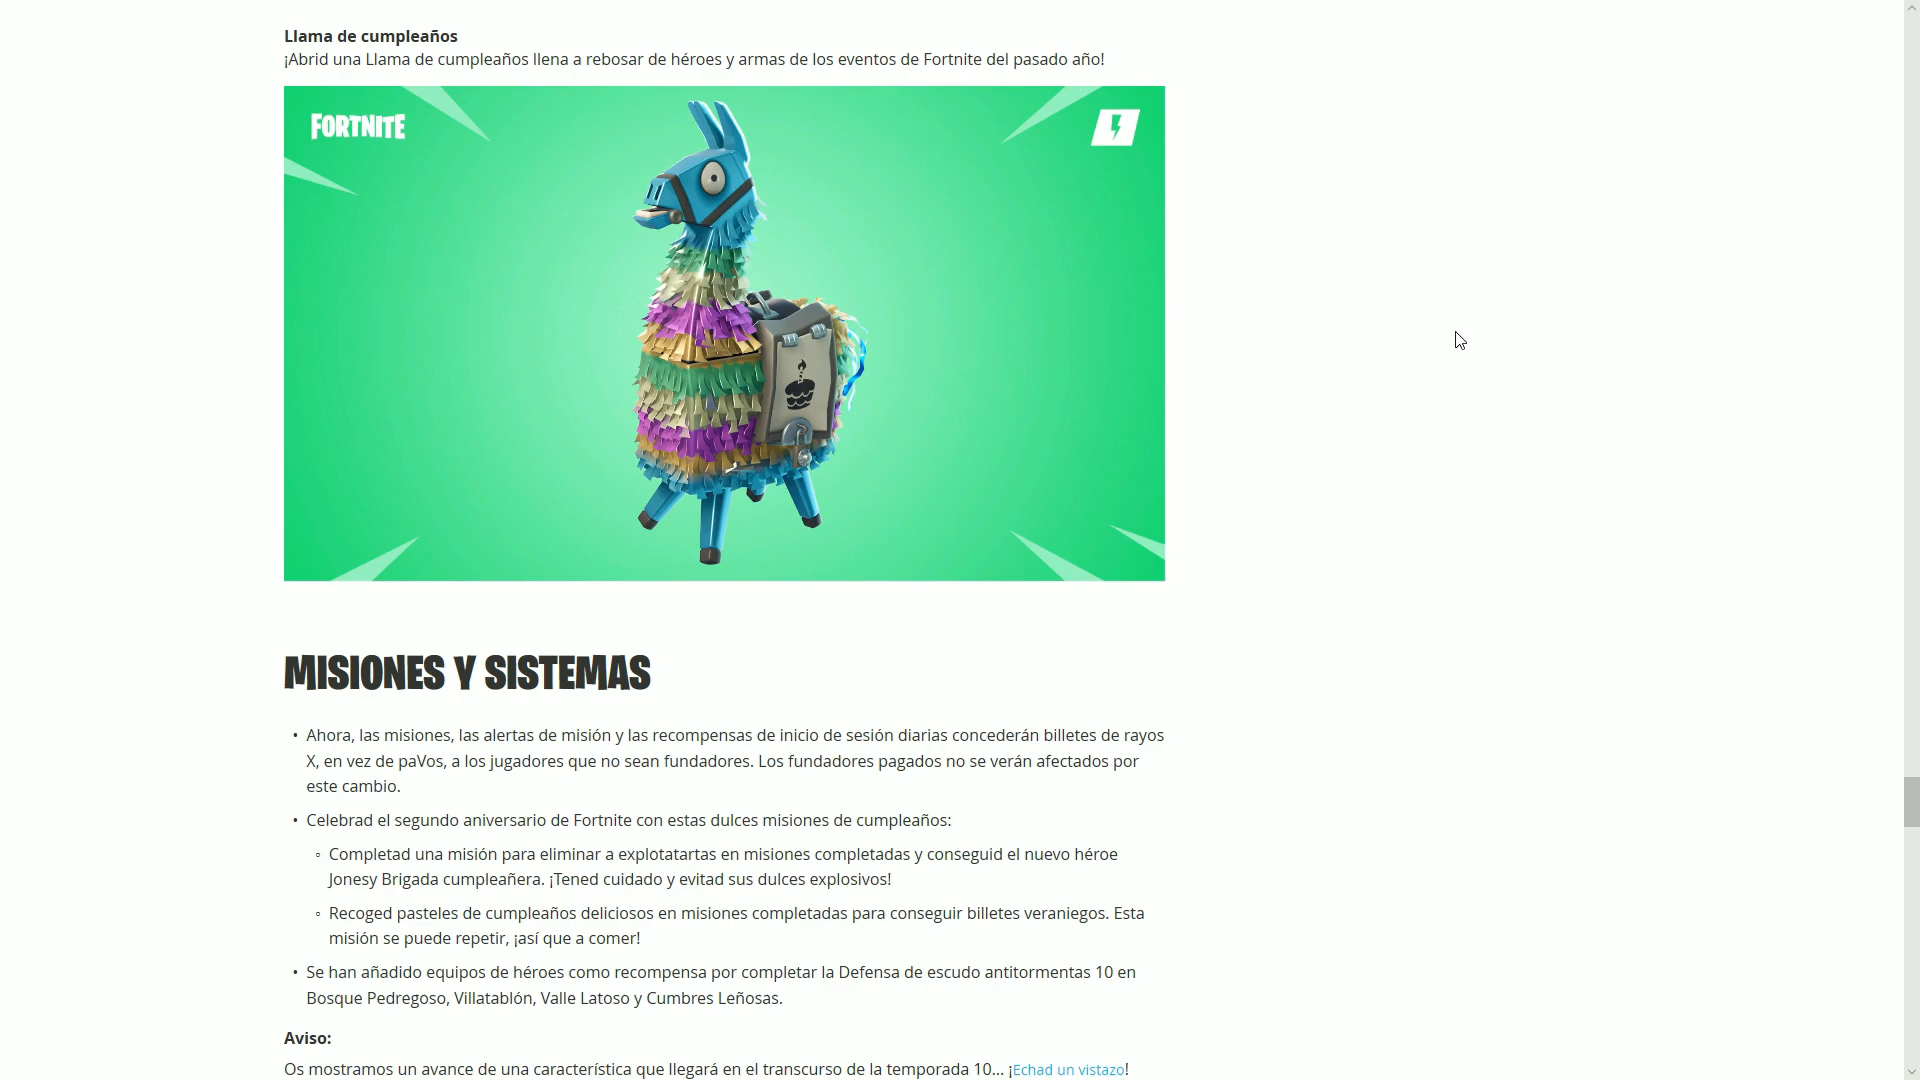 Llama de cumpleaños
¡Abrid una Llama de cumpleaños llena a rebosar de héroes y armas de los eventos de Fortnite del pasado año!
FORTNITE
MISIONES Y SISTEMAS
• Ahora, las misiones, las alertas de misión y las recompensas de inicio de sesión diarias concederán billetes de rayos
X, en vez de paVos, a los jugadores que no sean fundadores. Los fundadores pagados no se verán afectados por
este cambio.
• Celebrad el segundo aniversario de Fortnite con estas dulces misiones de cumpleaños:
◦ Completad una misión para eliminar a explotatartas en misiones completadas y conseguid el nuevo héroe
Jonesy Brigada cumpleañera. ¡Tened cuidado y evitad sus dulces explosivos!
◦ Recoged pasteles de cumpleaños deliciosos en misiones completadas para conseguir billetes veraniegos. Esta
misión se puede repetir, ¡así que a comer!
• Se han añadido equipos de héroes como recompensa por completar la Defensa de escudo antitormentas 10 en
Bosque Pedregoso, Villatablón, Valle Latoso y Cumbres Leñosas.
Aviso:
Os mostramos un avance de una característica que llegará en el transcurso de la temporada 10... ¡Echad un vistazo!